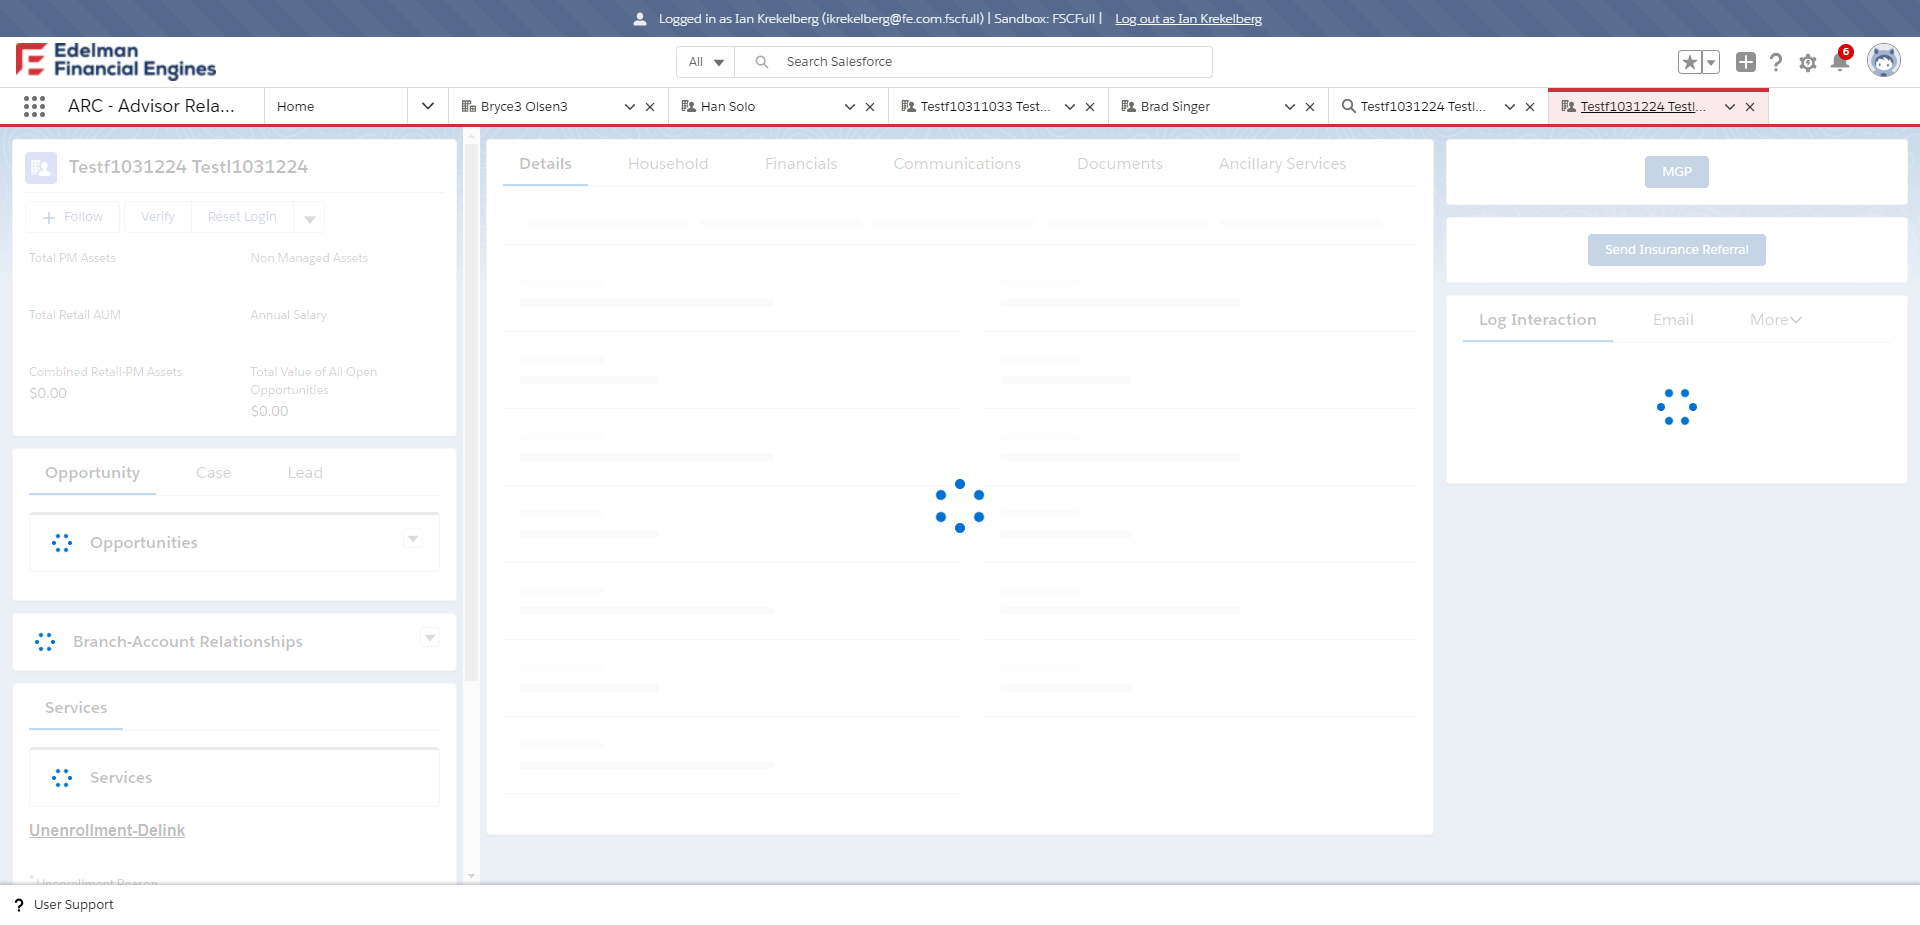 Logged in as Ian Krekelberg (ikrekelberg@fe.com.fscfull) | Sandbox: FSCFull | Log out as Ian Krekelberg
Edelman
Financial Engines
All
Search Salesforce
6
ARC - Advisor Rela...
Home
Bryce3 Olsen3
Han Solo
Testf10311033 Test...
Brad Singer
Testf1031224 Testl...
Testf1031224 Testl...
Testf1031224 Testl1031224
Follow
Verify
Reset Login
Total PM Assets
Non Managed Assets
Total Retail AUM
Annual Salary
Combined Retail-PM Assets
$0.00
Total Value of All Open
Opportunities
$0.00
Opportunity
Case
Lead
Opportunities
Branch-Account Relationships
Services
Services
Unenrollment-Delink
* Unenrollment Reason
Details
Household
Financials
Communications
Documents
Ancillary Services
MGP
Send Insurance Referral
Log Interaction
Email
More
? User Support